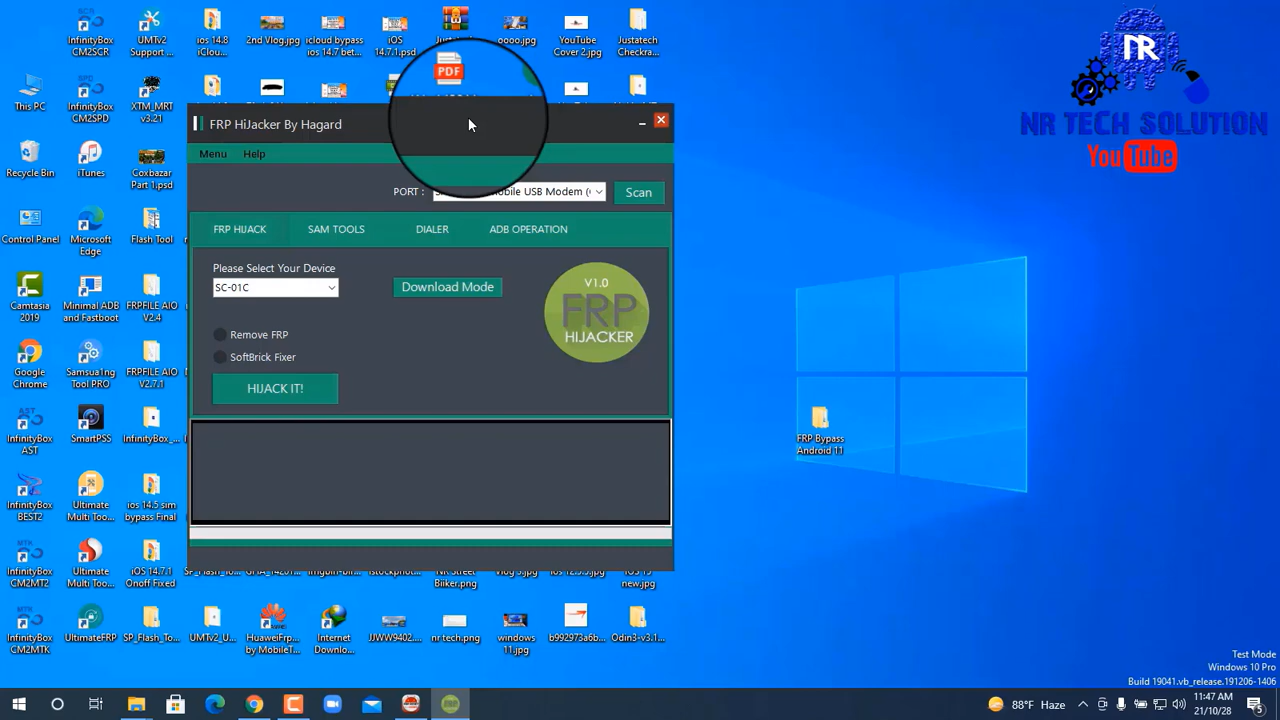 InfinityBox
CM2SCR
UMTv2
Support ...
ios 14.8
iClou...
2nd Vlog.jpg
icloud bypass
ios 14.7 bet...
iOS
14.7.1.psd
oooo.jpg
YouTube
Cover 2.jpg
Justatech
Checkra...
PDF
NR
NR TECH SOLUTION
YouTube
This PC
InfinityBox
CM2SPD
XTM_MRT
v3.21
FRP HiJacker By Hagard
Menu Help
PORT :
obile USB Modem (
Scan
FRP HIJACK SAM TOOLS DIALER ADB OPERATION
Please Select Your Device
SC-01C
Download Mode
V1.0
FRP
HIJACKER
Remove FRP
SoftBrick Fixer
HIJACK IT!
Recycle Bin
iTunes
Coxbazar
Part 1.psd
Control Panel
Microsoft
Edge
Flash Tool
Camtasia
2019
Minimal ADB
and Fastboot
FRPFILE AIO
V2.4
Google
Chrome
Samsua1ng
Tool PRO
FRPFILE AIO
V2.7.1
InfinityBox
AST
SmartPSS
InfinityBox_...
FRP Bypass
Android 11
InfinityBox
BEST2
Ultimate
Multi Too...
ios 14.5 sim
bypass Final
InfinityBox
CM2MT2
Ultimate
Multi Too...
iOS 14.7.1
Onoff Fixed
Biiker.png
new.jpg
InfinityBox
CM2MTK
UltimateFRP
SP_Flash_To...
UMTv2_U...
HuaweiFrp...
by MobileT...
Internet
Downlo...
JJWW9402....
nr tech.png
windows
11.jpg
b992973a6b...
Odin3-v3.1...
Test Mode
Windows 10 Pro
Build 19041.vb_release.191206-1406
88°F Haze
11:47 AM
21/10/28
5